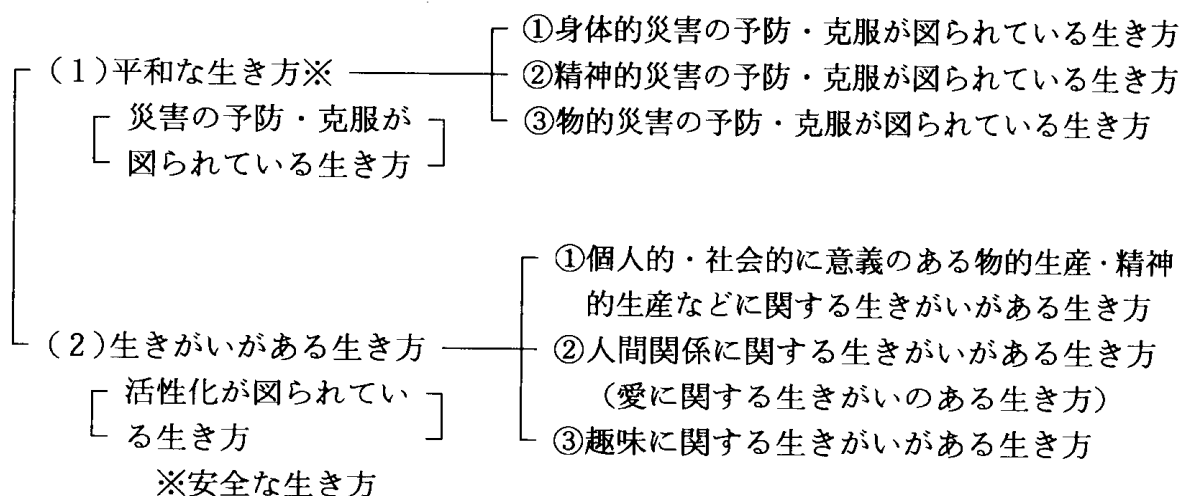 (1)平和な生き方※
災害の予防・克服が
図られている生き方
①身体的災害の予防・克服が図られている生き方
②精神的災害の予防・克服が図られている生き方
③物的災害の予防・克服が図られている生き方
(2)生きがいがある生き方
活性化が図られてい
る生き方
※安全な生き方
①個人的・社会的に意義のある物的生産・精神
的生産などに関する生きがいがある生き方
②人間関係に関する生きがいがある生き方
(愛に関する生きがいのある生き方)
③趣味に関する生きがいがある生き方